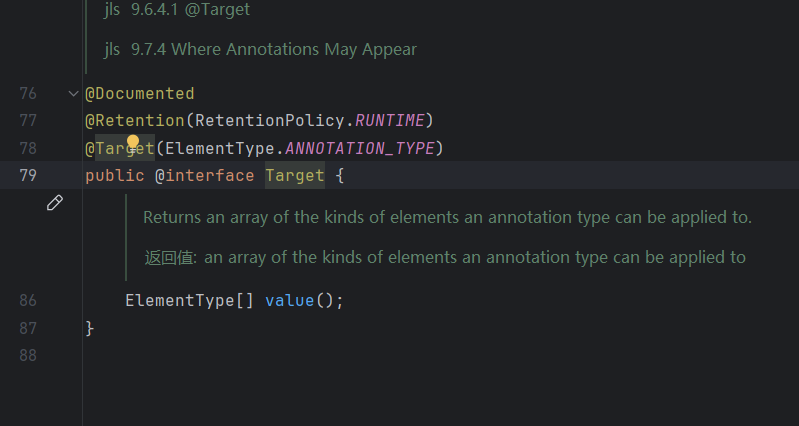 jls 9.6.4.1 @Target
jls 9.7.4 Where Annotations May Appear
76 @Documented
77 @Retention(RetentionPolicy.RUNTIME)
78 @Target(ElementType.ANNOTATION_TYPE)
79 public @interface Target {
Returns an array of the kinds of elements an annotation type can be applied to.
返回值: an array of the kinds of elements an annotation type can be applied to
86 ElementType[] value();
87 }
88